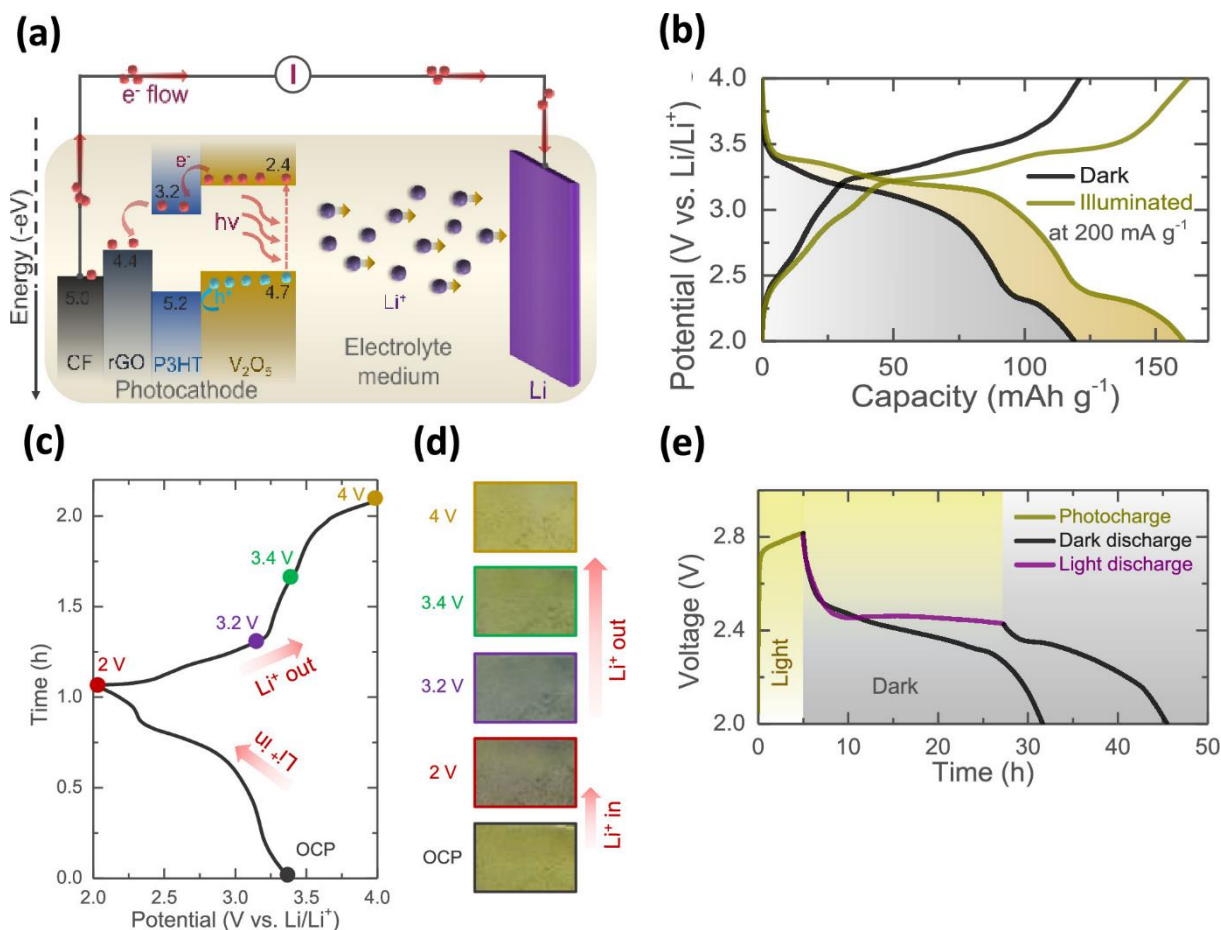 (a)
I
e⁻ flow
Energy (-eV)
e⁻
2.4
3.2
hν
4.4
5.0
5.2
h⁺
4.7
CF
rGO
P3HT
V₂O₅
Photocathode
Li⁺
Electrolyte
medium
Li
(b)
Potential (V vs. Li/Li⁺)
4.0
3.5
3.0
2.5
2.0
Dark
Illuminated
at 200 mA g⁻¹
0
50
100
150
Capacity (mAh g⁻¹)
(c)
Time (h)
2.0
1.5
1.0
0.5
0.0
4 V
3.4 V
3.2 V
2 V
Li⁺ out
Li⁺ in
OCP
2.0
2.5
3.0
3.5
4.0
Potential (V vs. Li/Li⁺)
(d)
4 V
3.4 V
3.2 V
2 V
OCP
Li⁺ out
Li⁺ in
(e)
Voltage (V)
2.8
2.4
2.0
Photocharge
Dark discharge
Light discharge
Light
Dark
0
10
20
30
40
50
Time (h)